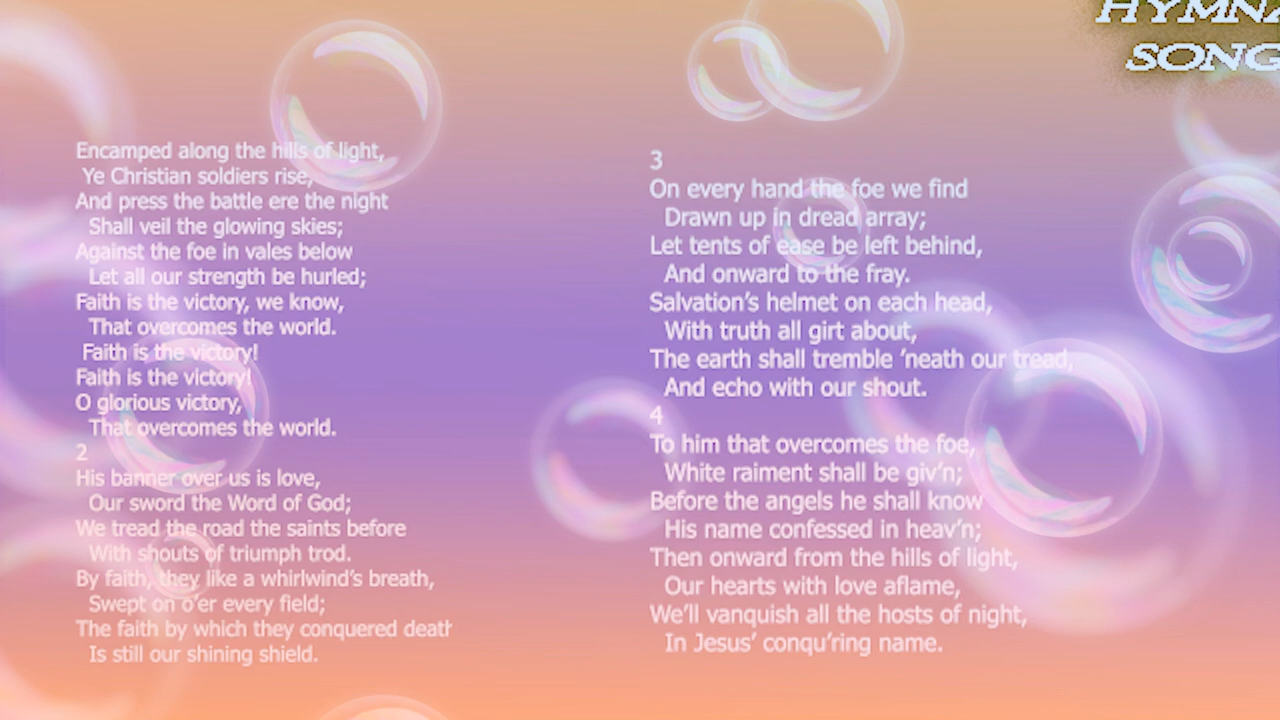 SONG
Encamped along the hills of light,
Ye Christian soldiers rise,
And press the battle ere the night
Shall veil the glowing skies;
Against the foe in vales below
Let all our strength be hurled;
Faith is the victory, we know,
That overcomes the world.
Faith is the victory!
Faith is the victory!
O glorious victory,
That overcomes the world.
2
His banner over us is love,
Our sword the Word of God;
We tread the road the saints before
With shouts of triumph trod.
By faith, they like a whirlwind’s breath,
Swept on o’er every field;
The faith by which they conquered death
Is still our shining shield.
3
On every hand the foe we find
Drawn up in dread array;
Let tents of ease be left behind,
And onward to the fray.
Salvation’s helmet on each head,
With truth all girt about,
The earth shall tremble ’neath our tread,
And echo with our shout.
4
To him that overcomes the foe,
White raiment shall be giv’n;
Before the angels he shall know
His name confessed in heav’n;
Then onward from the hills of light,
Our hearts with love aflame,
We’ll vanquish all the hosts of night,
In Jesus’ conqu’ring name.